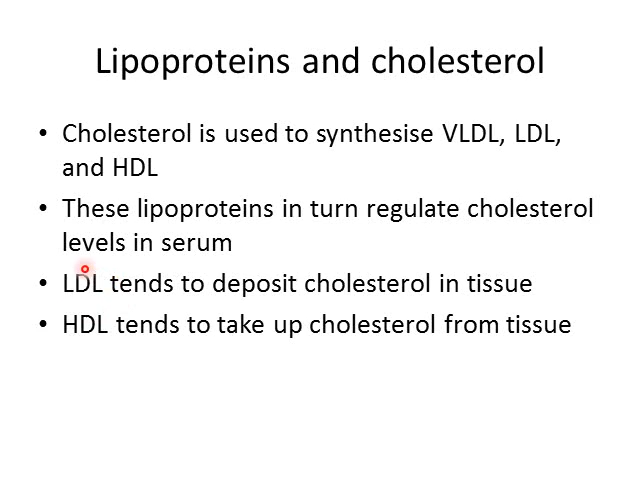 Lipoproteins and cholesterol
• Cholesterol is used to synthesise VLDL, LDL,
and HDL
• These lipoproteins in turn regulate cholesterol
levels in serum
• LDL tends to deposit cholesterol in tissue
• HDL tends to take up cholesterol from tissue